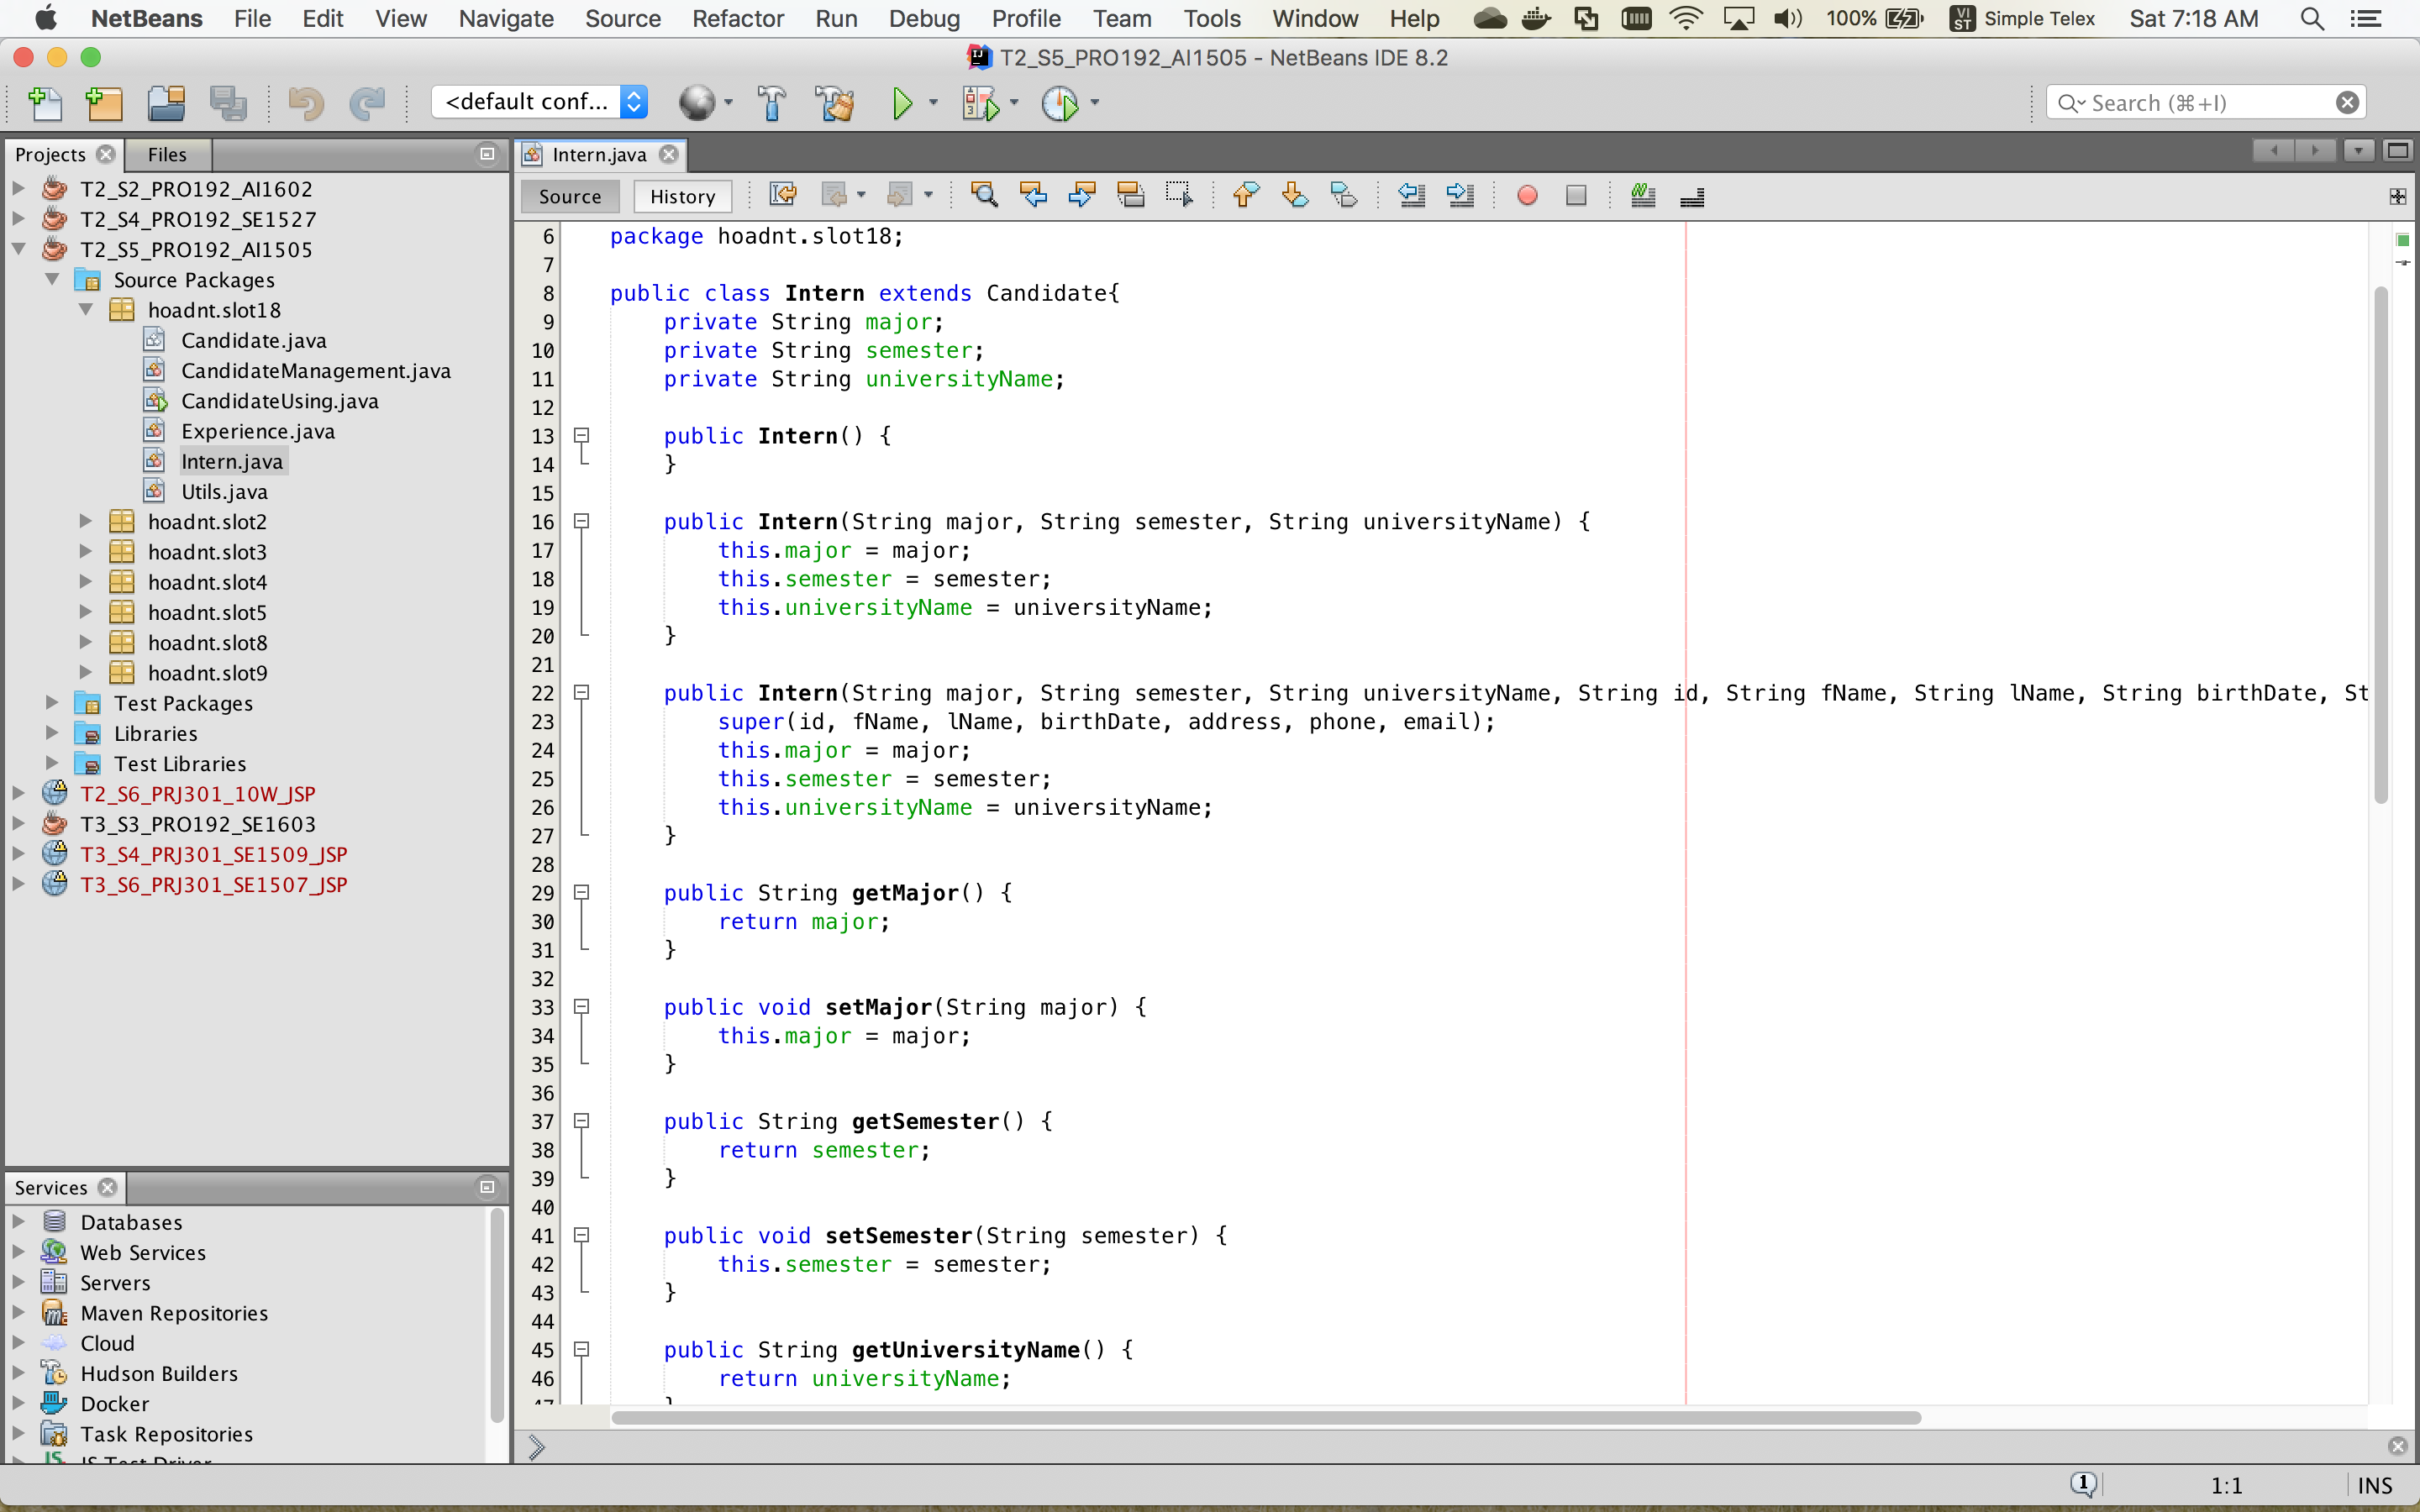 NetBeans File Edit View Navigate Source Refactor Run Debug Profile Team Tools Window Help 100% VI ST Simple Telex Sat 7:18 AM
T2_S5_PRO192_AI1505 - NetBeans IDE 8.2
<default conf... Search (⌘+I)
Projects Files
T2_S2_PRO192_AI1602
T2_S4_PRO192_SE1527
T2_S5_PRO192_AI1505
Source Packages
hoadnt.slot18
Candidate.java
CandidateManagement.java
CandidateUsing.java
Experience.java
Intern.java
Utils.java
hoadnt.slot2
hoadnt.slot3
hoadnt.slot4
hoadnt.slot5
hoadnt.slot8
hoadnt.slot9
Test Packages
Libraries
Test Libraries
T2_S6_PRJ301_10W_JSP
T3_S3_PRO192_SE1603
T3_S4_PRJ301_SE1509_JSP
T3_S6_PRJ301_SE1507_JSP
Services
Databases
Web Services
Servers
Maven Repositories
Cloud
Hudson Builders
Docker
Task Repositories
JS Test Driver
Intern.java
Source History
6 package hoadnt.slot18;
7
8 public class Intern extends Candidate{
9 private String major;
10 private String semester;
11 private String universityName;
12
13 public Intern() {
14 }
15
16 public Intern(String major, String semester, String universityName) {
17 this.major = major;
18 this.semester = semester;
19 this.universityName = universityName;
20 }
21
22 public Intern(String major, String semester, String universityName, String id, String fName, String lName, String birthDate, St
23 super(id, fName, lName, birthDate, address, phone, email);
24 this.major = major;
25 this.semester = semester;
26 this.universityName = universityName;
27 }
28
29 public String getMajor() {
30 return major;
31 }
32
33 public void setMajor(String major) {
34 this.major = major;
35 }
36
37 public String getSemester() {
38 return semester;
39 }
40
41 public void setSemester(String semester) {
42 this.semester = semester;
43 }
44
45 public String getUniversityName() {
46 return universityName;
47 }
1 1:1 INS